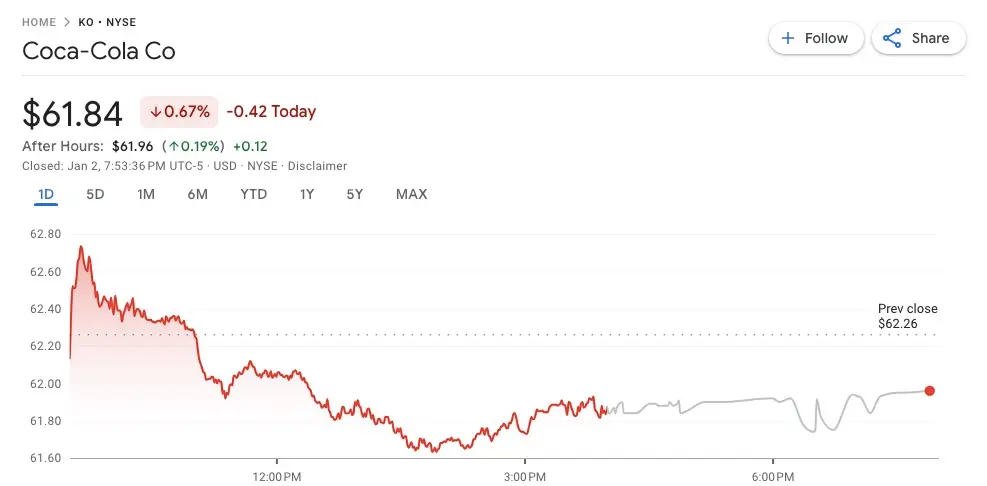 HOME > KO • NYSE
Coca-Cola Co
+ Follow
Share
$61.84 ↓0.67% -0.42 Today
After Hours: $61.96 (↑0.19%) +0.12
Closed: Jan 2, 7:53:36 PM UTC-5 · USD · NYSE · Disclaimer
1D 5D 1M 6M YTD 1Y 5Y MAX
62.80
62.60
62.40
62.20
62.00
61.80
61.60
Prev close
$62.26
12:00 PM 3:00 PM 6:00 PM